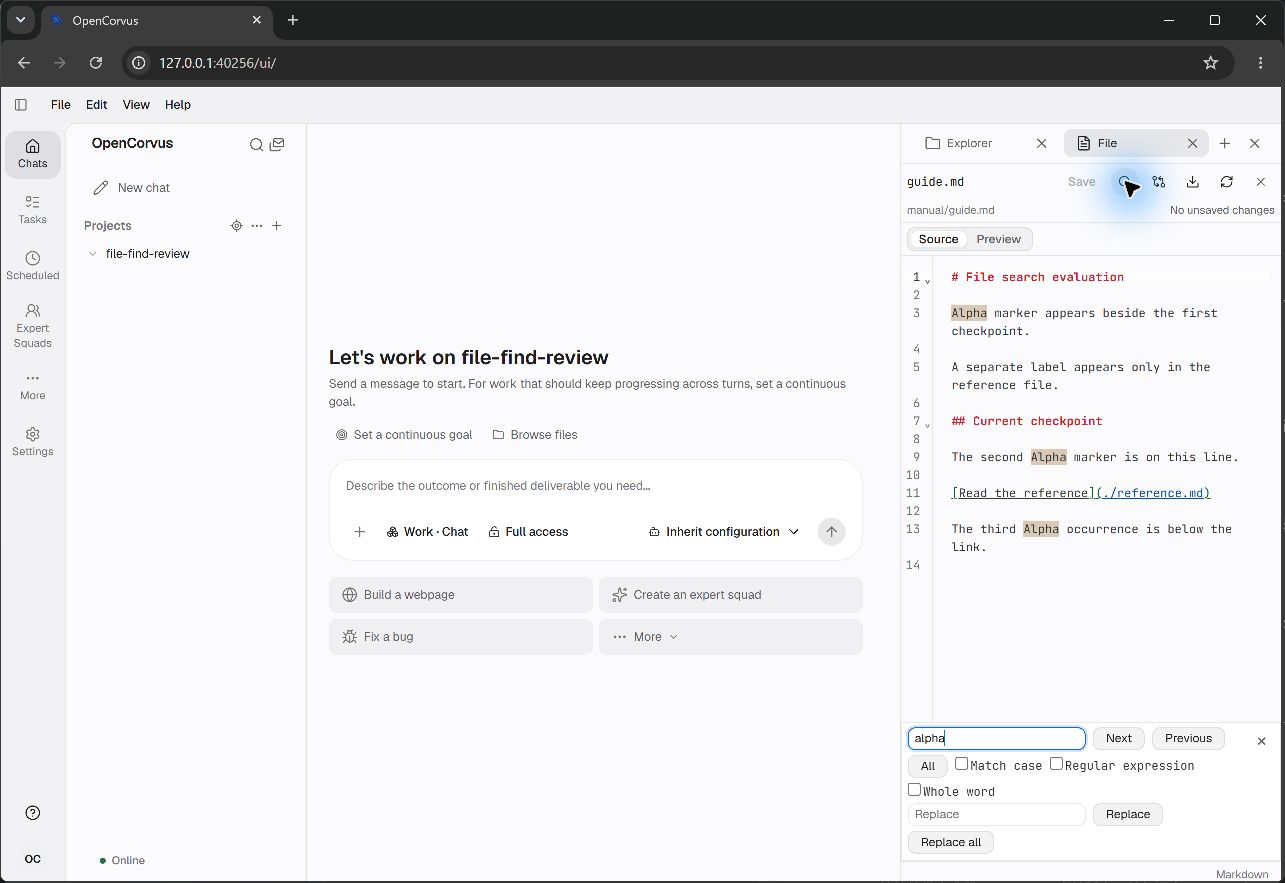 OpenCorvus
127.0.0.1:40256/ui/
File Edit View Help
Chats
Tasks
Scheduled
Expert
Squads
More
Settings
OC
OpenCorvus
New chat
Projects
file-find-review
Online
Let's work on file-find-review
Send a message to start. For work that should keep progressing across turns, set a continuous
goal.
Set a continuous goal Browse files
Describe the outcome or finished deliverable you need...
Work · Chat Full access Inherit configuration
Build a webpage Create an expert squad
Fix a bug More
Explorer File
guide.md Save
manual/guide.md No unsaved changes
Source Preview
1 # File search evaluation
2
3 Alpha marker appears beside the first
checkpoint.
4
5 A separate label appears only in the
reference file.
6
7 ## Current checkpoint
8
9 The second Alpha marker is on this line.
10
11 [Read the reference](./reference.md)
12
13 The third Alpha occurrence is below the
link.
14
alpha Next Previous
All Match case Regular expression
Whole word
Replace Replace
Replace all
Markdown